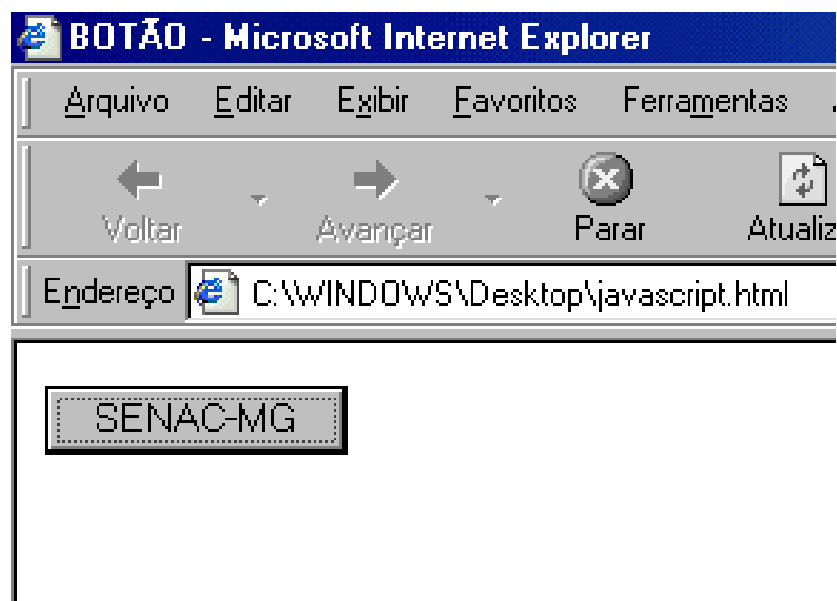 BOTÃO - Microsoft Internet Explorer
Arquivo Editar Exibir Favoritos Ferramentas
Voltar Avançar Parar Atualiz
Endereço C:\WINDOWS\Desktop\javascript.html
SENAC-MG